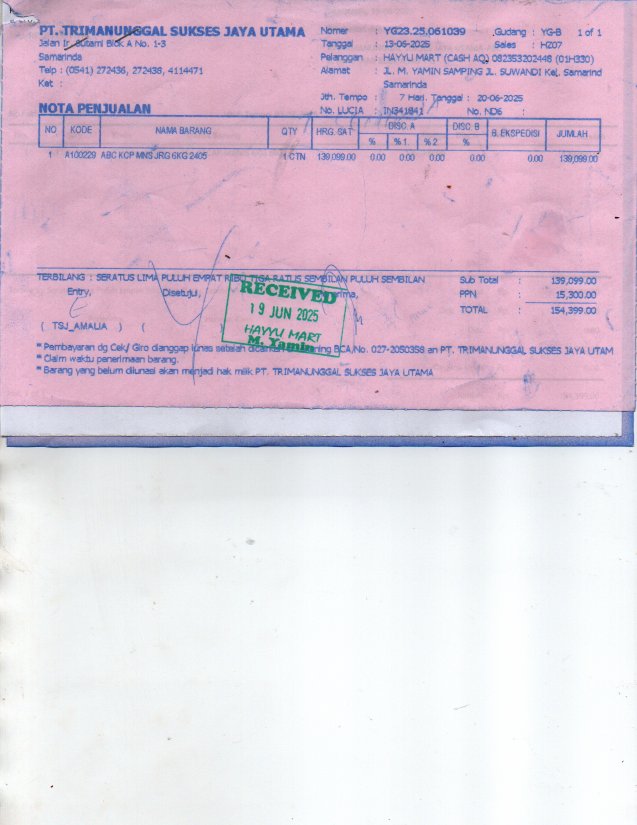 PT. TRIMANUNGGAL SUKSES JAYA UTAMA
Jalan Ir. Sutami Blok A No. 1-3
Samarinda
Telp : (0541) 272436, 272438, 4114471
Ket :
Nomer : YG23.25.061039 Gudang : YG-B 1 of 1
Tanggal : 13-06-2025 Sales : HZ07
Pelanggan : HAYYU MART (CASH AQ) 082353202448 (01H330)
Alamat : JL. M. YAMIN SAMPING JL. SUWANDI Kel. Samarind
Samarinda
Jth. Tempo : 7 Hari, Tanggal : 20-06-2025
No. LUCIA : IN341841 No. ND6 :
NOTA PENJUALAN
NO KODE NAMA BARANG QTY HRG. SAT DISC. A DISC. B B. EKSPEDISI JUMLAH
% % 1 % 2 %
1 A100229 ABC KCP MNS JRG 6KG 2405 1 CTN 139,099.00 0.00 0.00 0.00 0.00 0.00 139,099.00
TERBILANG : SERATUS LIMA PULUH EMPAT RIBU TIGA RATUS SEMBILAN PULUH SEMBILAN
Sub Total : 139,099.00
PPN : 15,300.00
TOTAL : 154,399.00
Entry, Disetujui,
( TSJ_AMALIA ) ( )
RECEIVED
19 JUN 2025
HAYYU MART
M. Yamin
* Pembayaran dg Cek/ Giro dianggap lunas setelah BCA No. 027-3050358 an PT. TRIMANUNGGAL SUKSES JAYA UTAM
* Claim waktu penerimaan barang.
* Barang yang belum dilunasi akan menjadi hak milik PT. TRIMANUNGGAL SUKSES JAYA UTAMA